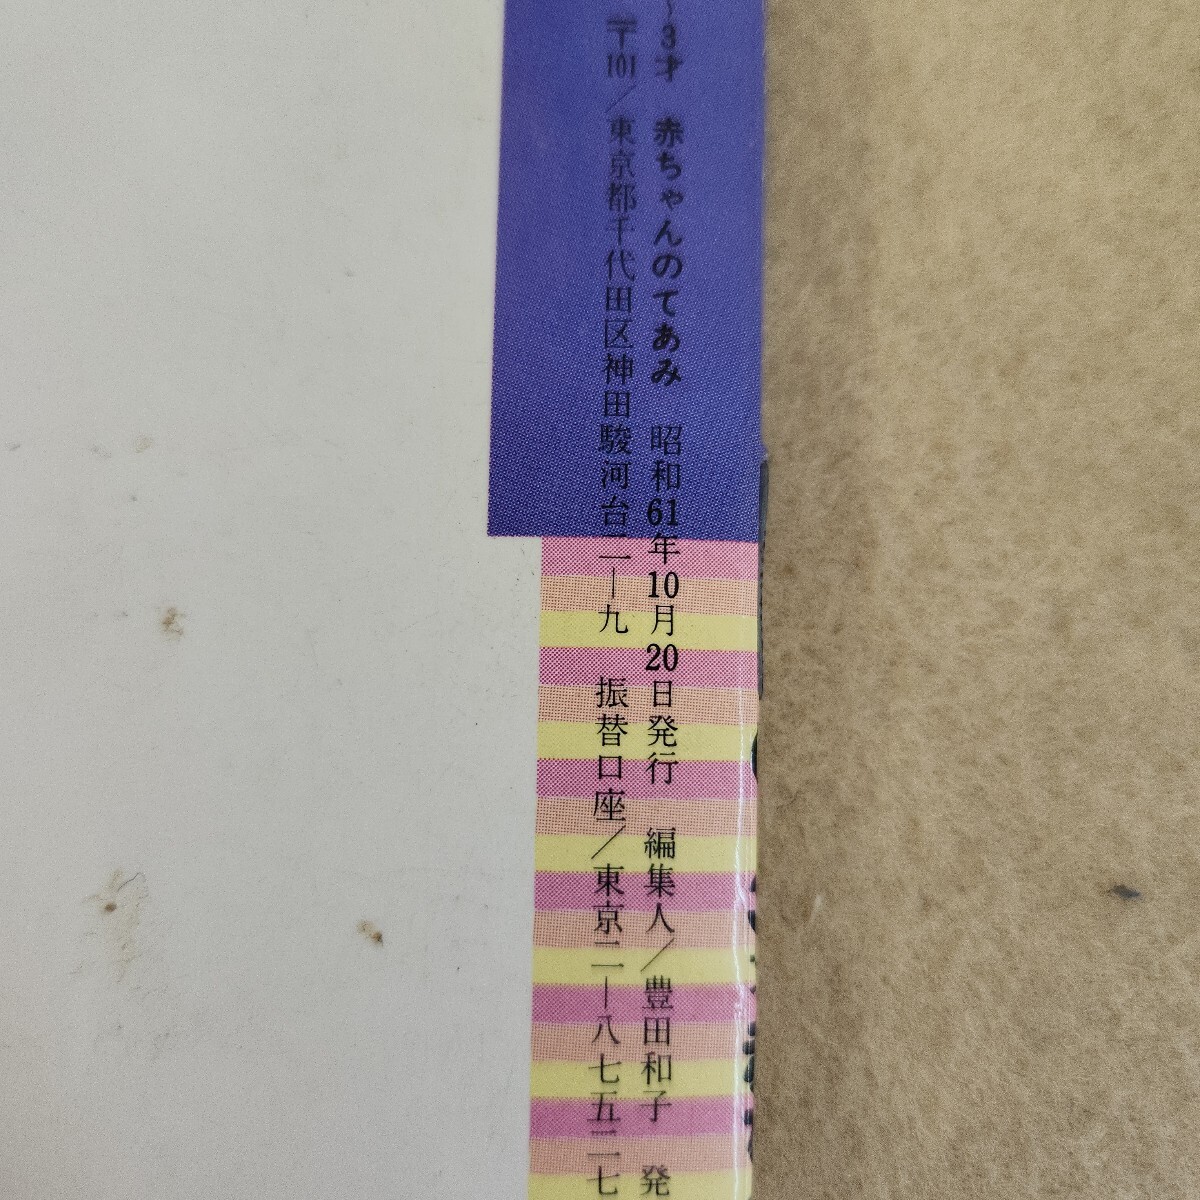 ～3才 赤ちゃんのてあみ 昭和61年10月20日発行 編集人／豊田和子 発
〒101／東京都千代田区神田駿河台二―九 振替口座／東京二―八七五二七